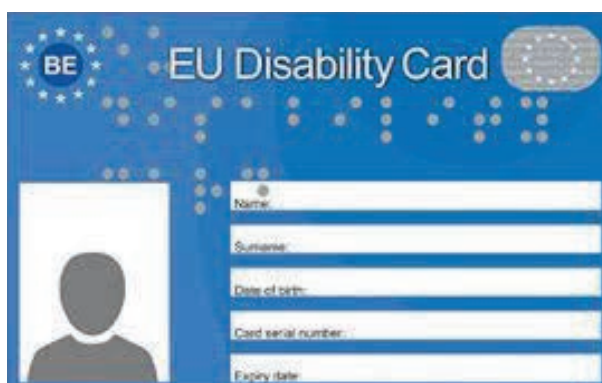 BE
EU Disability Card
Name:
Surname:
Date of birth:
Card serial number:
Expiry date: